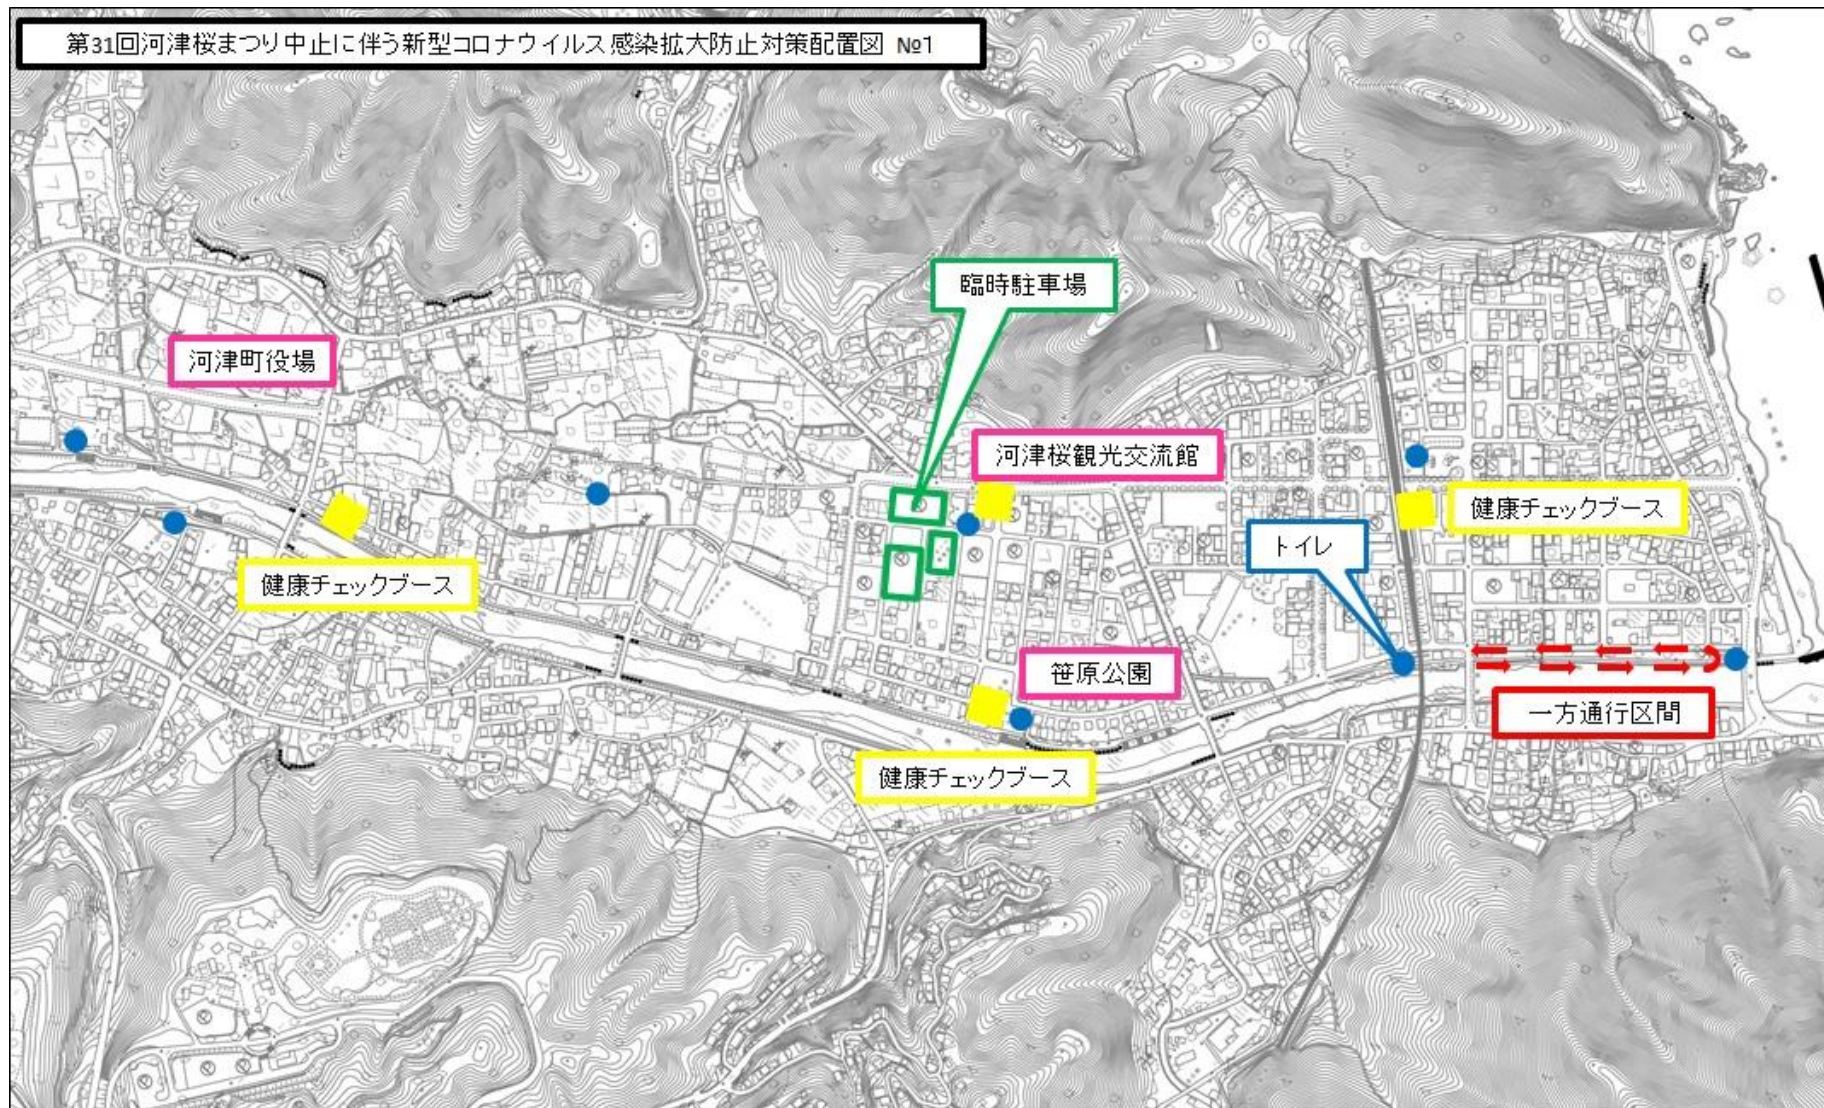 第31回河津桜まつり中止に伴う新型コロナウイルス感染拡大防止対策配置図 №1
臨時駐車場
河津町役場
河津桜観光交流館
健康チェックブース
トイレ
健康チェックブース
笹原公園
一方通行区間
健康チェックブース